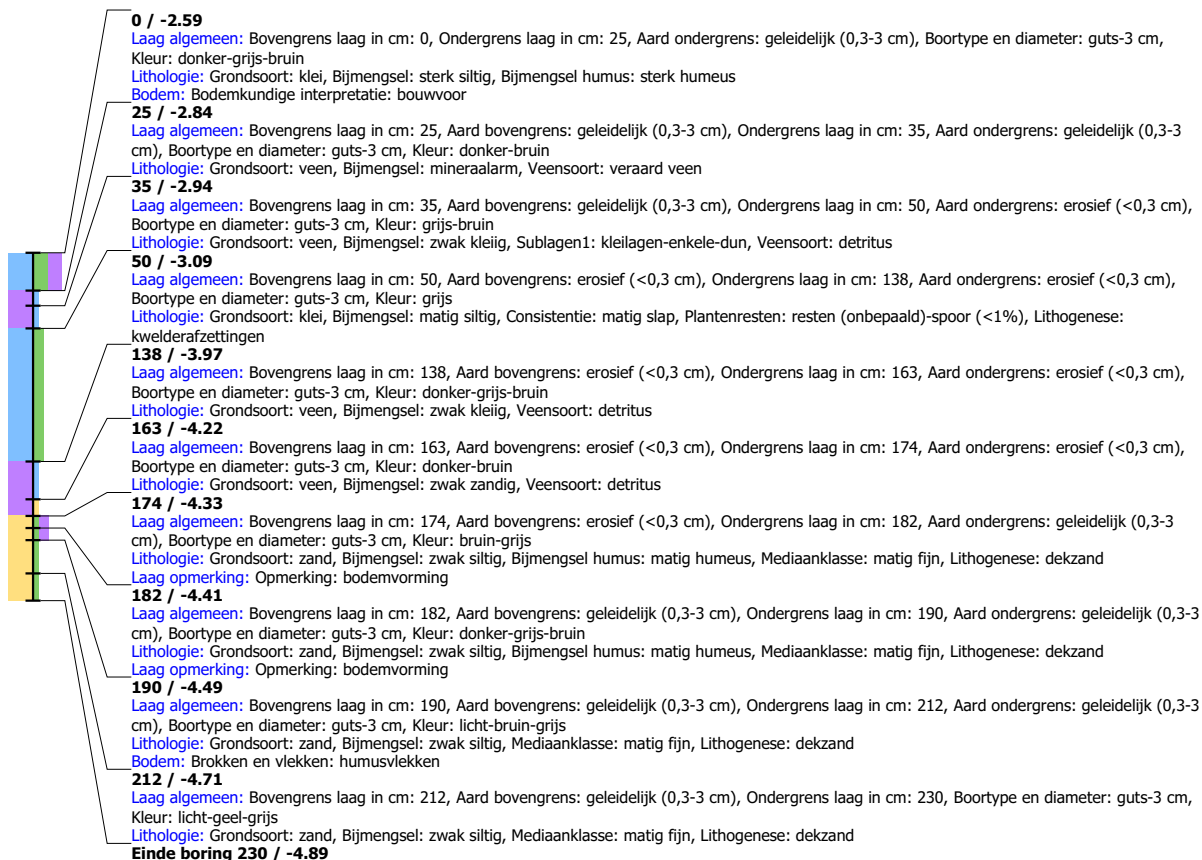 0 / -2.59
Laag algemeen: Bovengrens laag in cm: 0, Ondergrens laag in cm: 25, Aard ondergrens: geleidelijk (0,3-3 cm), Boortype en diameter: guts-3 cm,
Kleur: donker-grijs-bruin
Lithologie: Grondsoort: klei, Bijmengsel: sterk siltig, Bijmengsel humus: sterk humeus
Bodem: Bodemkundige interpretatie: bouwvoor
25 / -2.84
Laag algemeen: Bovengrens laag in cm: 25, Aard bovengrens: geleidelijk (0,3-3 cm), Ondergrens laag in cm: 35, Aard ondergrens: geleidelijk (0,3-3
cm), Boortype en diameter: guts-3 cm, Kleur: donker-bruin
Lithologie: Grondsoort: veen, Bijmengsel: mineraalarm, Veensoort: veraard veen
35 / -2.94
Laag algemeen: Bovengrens laag in cm: 35, Aard bovengrens: geleidelijk (0,3-3 cm), Ondergrens laag in cm: 50, Aard ondergrens: erosief (<0,3 cm),
Boortype en diameter: guts-3 cm, Kleur: grijs-bruin
Lithologie: Grondsoort: veen, Bijmengsel: zwak kleiig, Sublagen1: kleilagen-enkele-dun, Veensoort: detritus
50 / -3.09
Laag algemeen: Bovengrens laag in cm: 50, Aard bovengrens: erosief (<0,3 cm), Ondergrens laag in cm: 138, Aard ondergrens: erosief (<0,3 cm),
Boortype en diameter: guts-3 cm, Kleur: grijs
Lithologie: Grondsoort: klei, Bijmengsel: matig siltig, Consistentie: matig slap, Plantenresten: resten (onbepaald)-spoor (<1%), Lithogenese:
kwelderafzettingen
138 / -3.97
Laag algemeen: Bovengrens laag in cm: 138, Aard bovengrens: erosief (<0,3 cm), Ondergrens laag in cm: 163, Aard ondergrens: erosief (<0,3 cm),
Boortype en diameter: guts-3 cm, Kleur: donker-grijs-bruin
Lithologie: Grondsoort: veen, Bijmengsel: zwak kleiig, Veensoort: detritus
163 / -4.22
Laag algemeen: Bovengrens laag in cm: 163, Aard bovengrens: erosief (<0,3 cm), Ondergrens laag in cm: 174, Aard ondergrens: erosief (<0,3 cm),
Boortype en diameter: guts-3 cm, Kleur: donker-bruin
Lithologie: Grondsoort: veen, Bijmengsel: zwak zandig, Veensoort: detritus
174 / -4.33
Laag algemeen: Bovengrens laag in cm: 174, Aard bovengrens: erosief (<0,3 cm), Ondergrens laag in cm: 182, Aard ondergrens: geleidelijk (0,3-3
cm), Boortype en diameter: guts-3 cm, Kleur: bruin-grijs
Lithologie: Grondsoort: zand, Bijmengsel: zwak siltig, Bijmengsel humus: matig humeus, Mediaanklasse: matig fijn, Lithogenese: dekzand
Laag opmerking: Opmerking: bodemvorming
182 / -4.41
Laag algemeen: Bovengrens laag in cm: 182, Aard bovengrens: geleidelijk (0,3-3 cm), Ondergrens laag in cm: 190, Aard ondergrens: geleidelijk (0,3-3
cm), Boortype en diameter: guts-3 cm, Kleur: donker-grijs-bruin
Lithologie: Grondsoort: zand, Bijmengsel: zwak siltig, Bijmengsel humus: matig humeus, Mediaanklasse: matig fijn, Lithogenese: dekzand
Laag opmerking: Opmerking: bodemvorming
190 / -4.49
Laag algemeen: Bovengrens laag in cm: 190, Aard bovengrens: geleidelijk (0,3-3 cm), Ondergrens laag in cm: 212, Aard ondergrens: geleidelijk (0,3-3
cm), Boortype en diameter: guts-3 cm, Kleur: licht-bruin-grijs
Lithologie: Grondsoort: zand, Bijmengsel: zwak siltig, Mediaanklasse: matig fijn, Lithogenese: dekzand
Bodem: Brokken en vlekken: humusvlekken
212 / -4.71
Laag algemeen: Bovengrens laag in cm: 212, Aard bovengrens: geleidelijk (0,3-3 cm), Ondergrens laag in cm: 230, Boortype en diameter: guts-3 cm,
Kleur: licht-geel-grijs
Lithologie: Grondsoort: zand, Bijmengsel: zwak siltig, Mediaanklasse: matig fijn, Lithogenese: dekzand
Einde boring 230 / -4.89